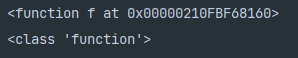 <function f at 0x00000210FBF68160>
<class 'function'>